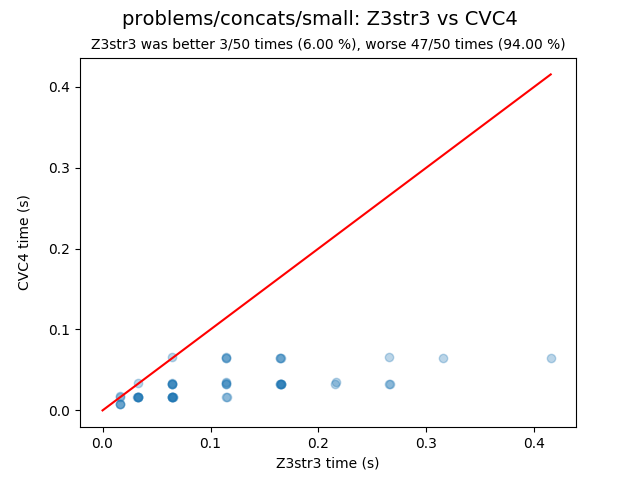 problems/concats/small: Z3str3 vs CVC4
Z3str3 was better 3/50 times (6.00 %), worse 47/50 times (94.00 %)
CVC4 time (s)
0.4
0.3
0.2
0.1
0.0
0.0
0.1
0.2
0.3
0.4
Z3str3 time (s)